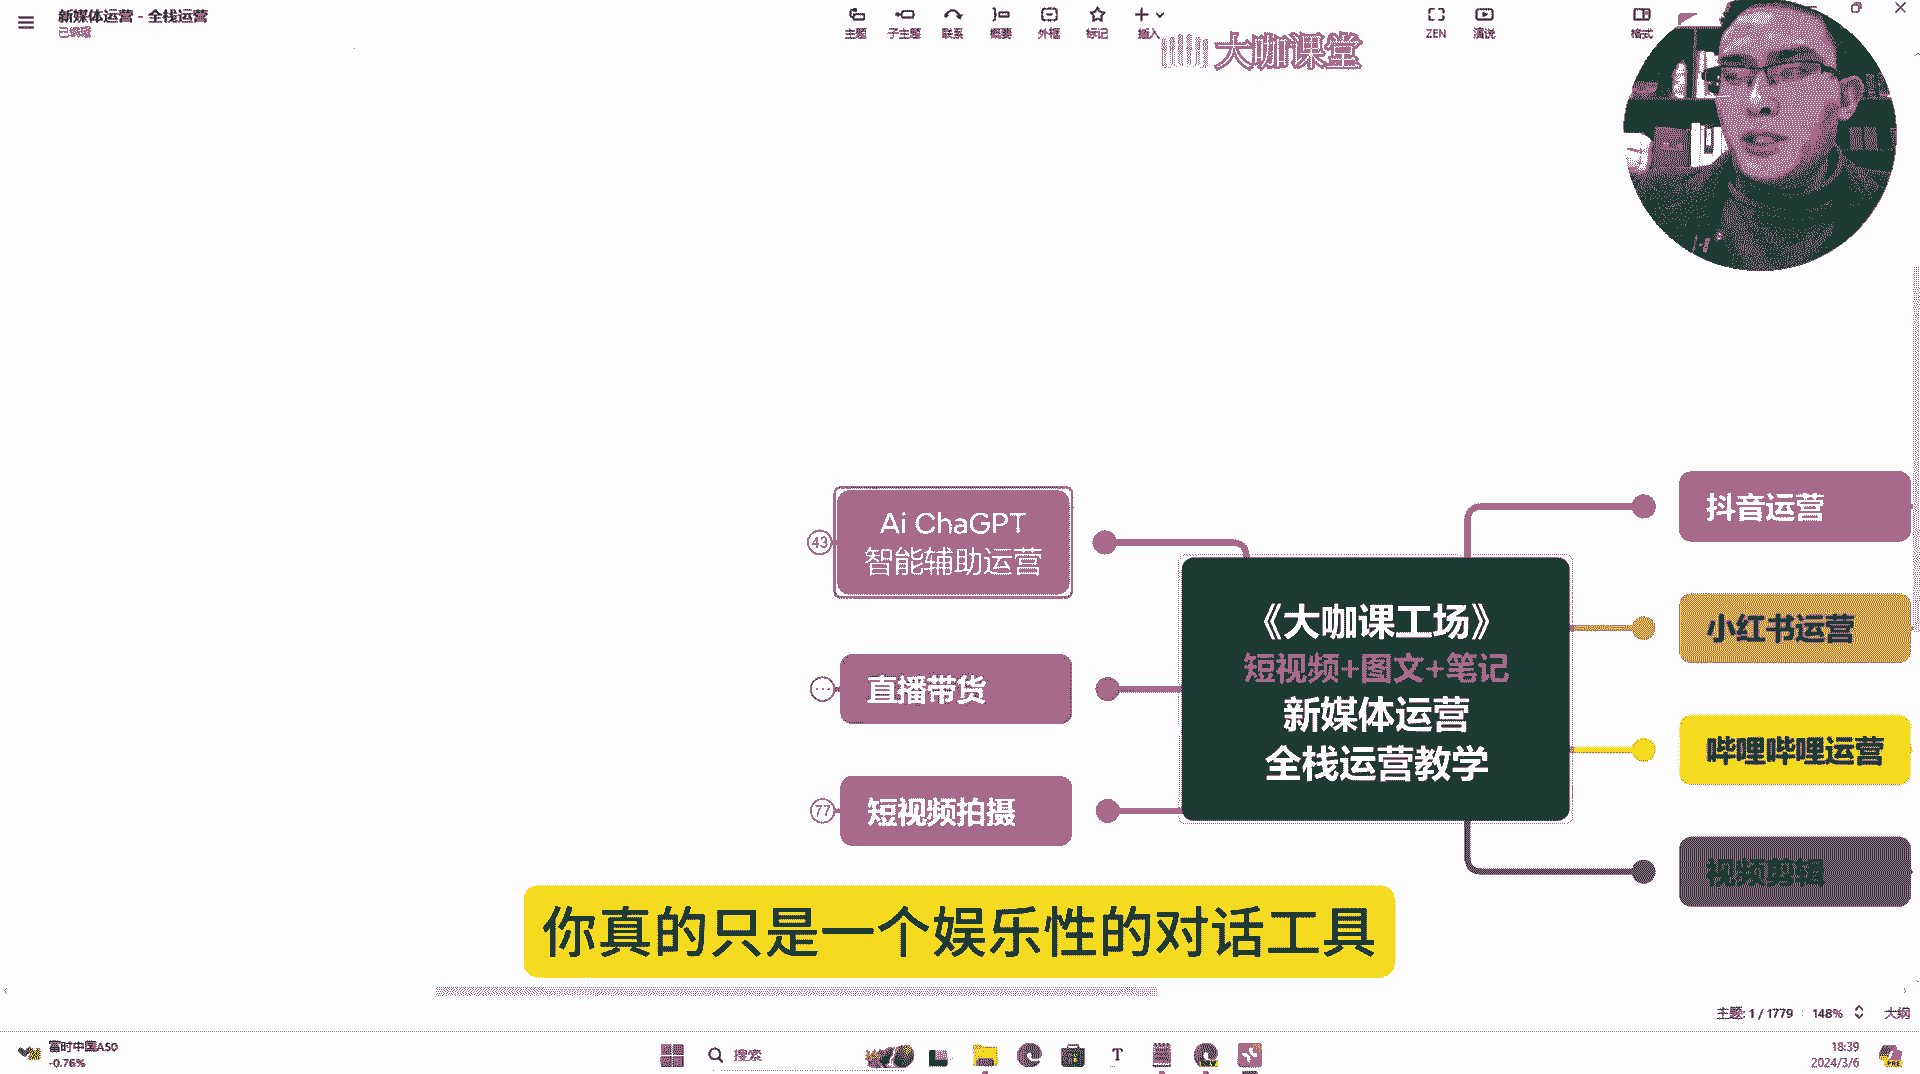 新媒体运营 - 全栈运营
已编辑
主题
子主题
联系
概要
外框
标记
插入
ZEN
演说
格式
大咖课堂
43
Ai ChaGPT
智能辅助运营
直播带货
77
短视频拍摄
《大咖课工场》
短视频+图文+笔记
新媒体运营
全栈运营教学
抖音运营
小红书运营
哔哩哔哩运营
视频剪辑
你真的只是一个娱乐性的对话工具
主题: 1 / 1779
148%
大纲
富时中国A50
-0.76%
搜索
18:39
2024/3/6